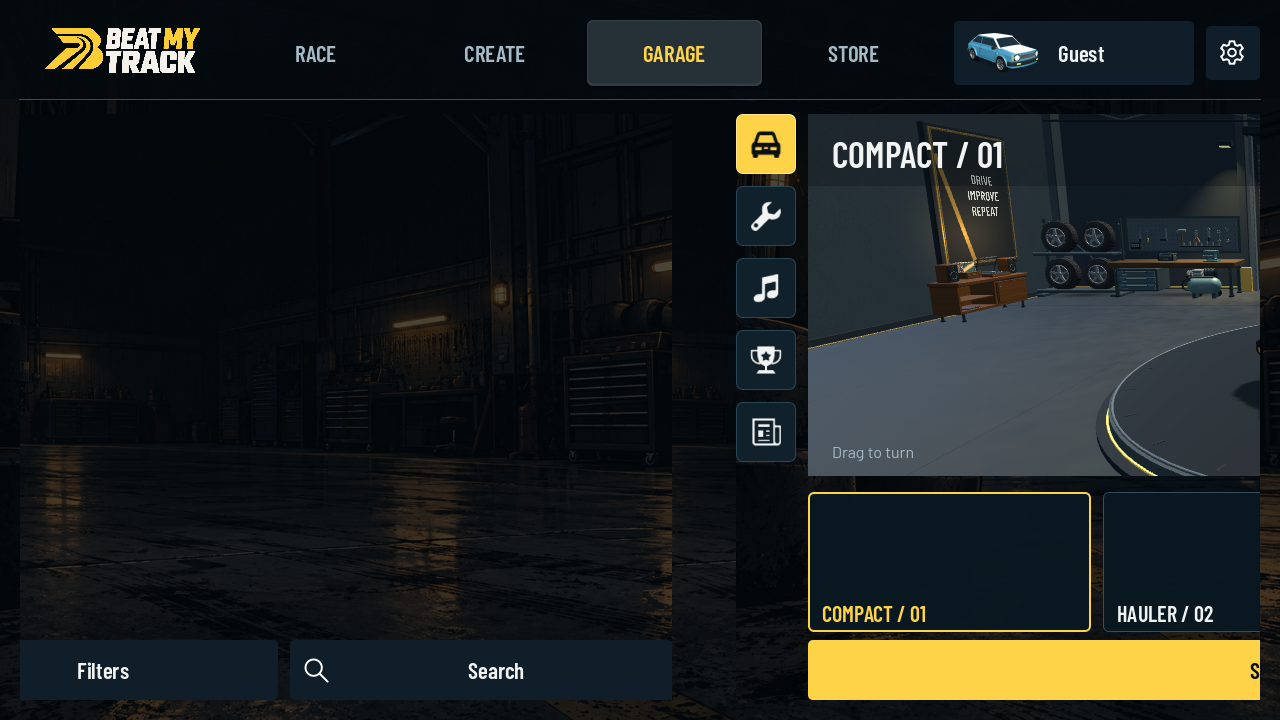 BEAT MY
TRACK
RACE
CREATE
GARAGE
STORE
Guest
COMPACT / 01
DRIVE
IMPROVE
REPEAT
Drag to turn
COMPACT / 01
HAULER / 02
Filters
Search
S